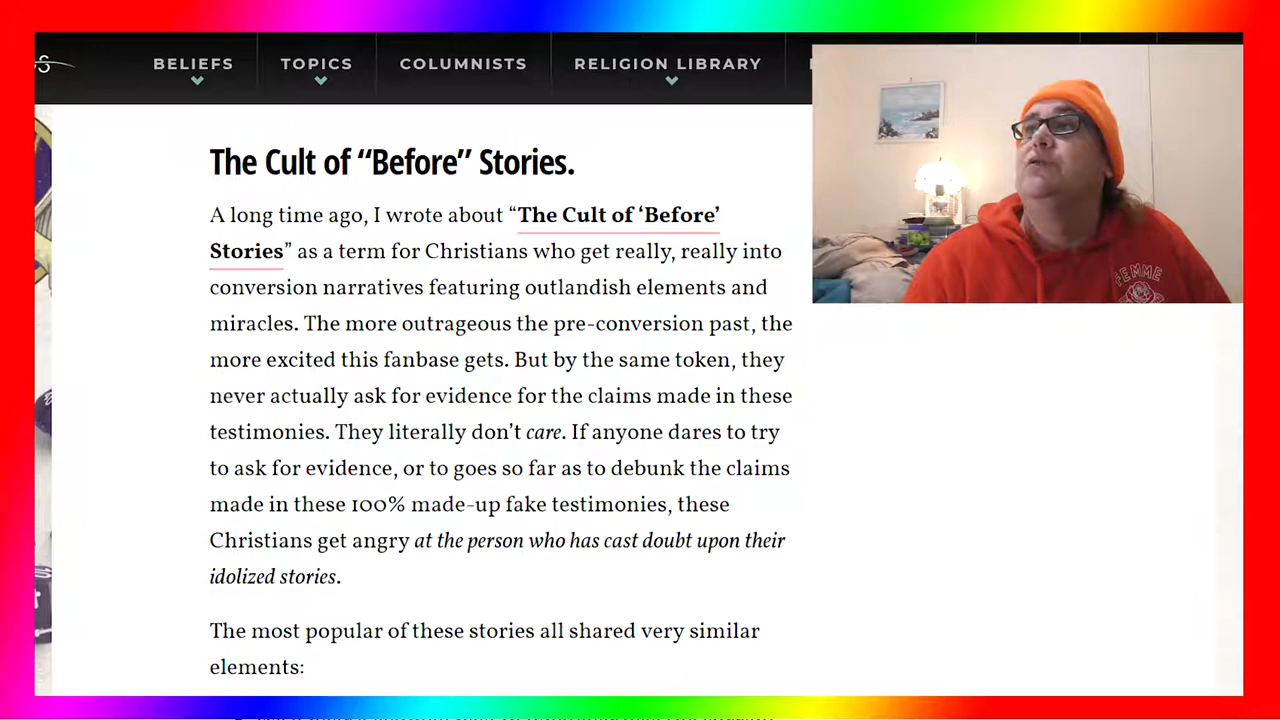 BELIEFS TOPICS COLUMNISTS RELIGION LIBRARY
The Cult of “Before” Stories.
A long time ago, I wrote about “The Cult of ‘Before’
Stories” as a term for Christians who get really, really into
conversion narratives featuring outlandish elements and
miracles. The more outrageous the pre-conversion past, the
more excited this fanbase gets. But by the same token, they
never actually ask for evidence for the claims made in these
testimonies. They literally don’t care. If anyone dares to try
to ask for evidence, or to goes so far as to debunk the claims
made in these 100% made-up fake testimonies, these
Christians get angry at the person who has cast doubt upon their
idolized stories.
The most popular of these stories all shared very similar
elements:
FEMME